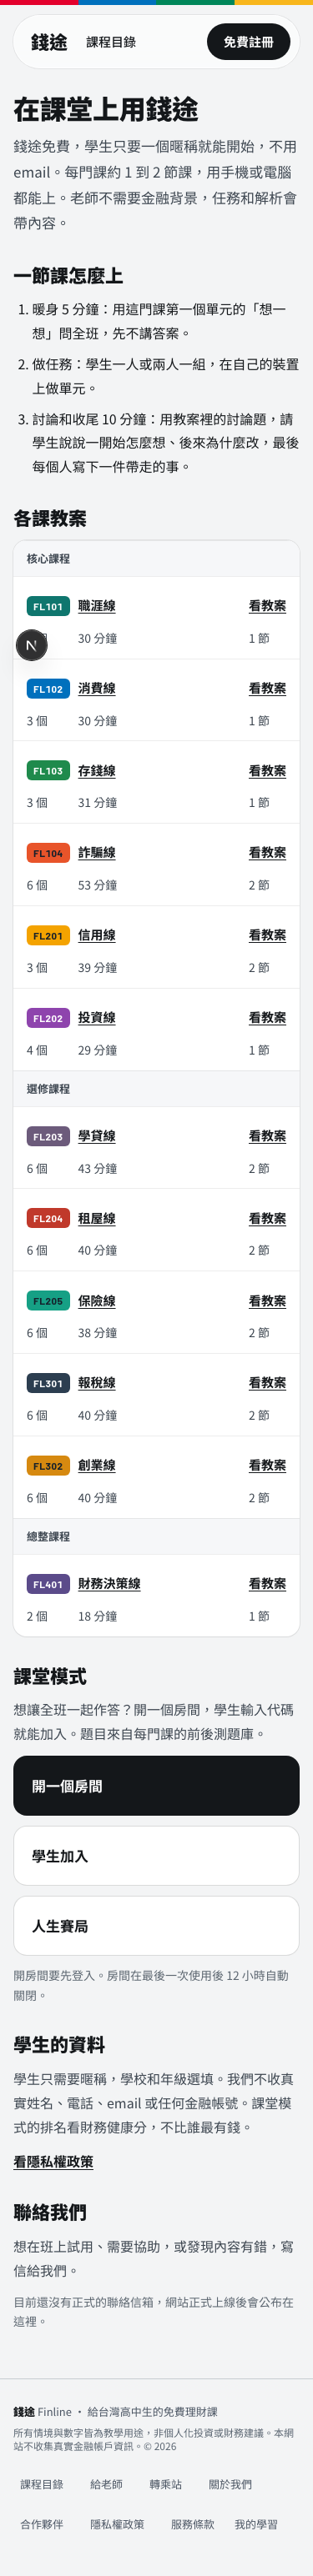 錢途 課程目錄 免費註冊
在課堂上用錢途
錢途免費，學生只要一個暱稱就能開始，不用
email。每門課約 1 到 2 節課，用手機或電腦
都能上。老師不需要金融背景，任務和解析會
帶內容。
一節課怎麼上
1. 暖身 5 分鐘：用這門課第一個單元的「想一
想」問全班，先不講答案。
2. 做任務：學生一人或兩人一組，在自己的裝置
上做單元。
3. 討論和收尾 10 分鐘：用教案裡的討論題，請
學生說說一開始怎麼想、後來為什麼改，最後
每個人寫下一件帶走的事。
各課教案
核心課程
FL101 職涯線 看教案
個 30 分鐘 1 節
FL102 消費線 看教案
3 個 30 分鐘 1 節
FL103 存錢線 看教案
3 個 31 分鐘 1 節
FL104 詐騙線 看教案
6 個 53 分鐘 2 節
FL201 信用線 看教案
3 個 39 分鐘 2 節
FL202 投資線 看教案
4 個 29 分鐘 1 節
選修課程
FL203 學貸線 看教案
6 個 43 分鐘 2 節
FL204 租屋線 看教案
6 個 40 分鐘 2 節
FL205 保險線 看教案
6 個 38 分鐘 2 節
FL301 報稅線 看教案
6 個 40 分鐘 2 節
FL302 創業線 看教案
6 個 40 分鐘 2 節
總整課程
FL401 財務決策線 看教案
2 個 18 分鐘 1 節
課堂模式
想讓全班一起作答？開一個房間，學生輸入代碼
就能加入。題目來自每門課的前後測題庫。
開一個房間
學生加入
人生賽局
開房間要先登入。房間在最後一次使用後 12 小時自動
關閉。
學生的資料
學生只需要暱稱，學校和年級選填。我們不收真
實姓名、電話、email 或任何金融帳號。課堂模
式的排名看財務健康分，不比誰最有錢。
看隱私權政策
聯絡我們
想在班上試用、需要協助，或發現內容有錯，寫
信給我們。
目前還沒有正式的聯絡信箱，網站正式上線後會公布在
這裡。
錢途 Finline · 給台灣高中生的免費理財課
所有情境與數字皆為教學用途，非個人化投資或財務建議。本網
站不收集真實金融帳戶資訊。© 2026
課程目錄 給老師 轉乘站 關於我們
合作夥伴 隱私權政策 服務條款 我的學習